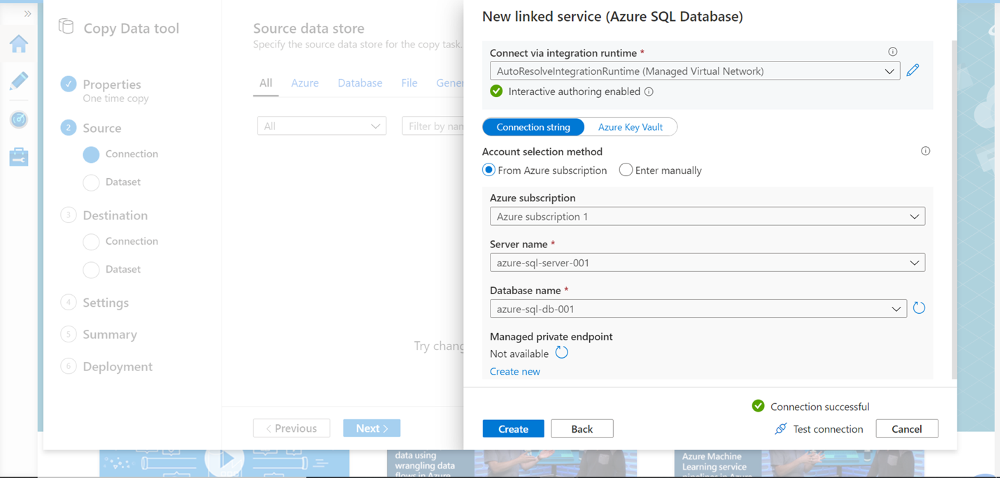 Copy Data tool
Properties
One time copy
2 Source
Connection
Dataset
3 Destination
Connection
Dataset
4 Settings
5 Summary
6 Deployment
Source data store
Specify the source data store for the copy task.
All Azure Database File Gener
All
Filter by nam
Try chang
< Previous
Next >
New linked service (Azure SQL Database)
Connect via integration runtime *
AutoResolveIntegrationRuntime (Managed Virtual Network)
Interactive authoring enabled
Connection string Azure Key Vault
Account selection method
From Azure subscription Enter manually
Azure subscription
Azure subscription 1
Server name *
azure-sql-server-001
Database name *
azure-sql-db-001
Managed private endpoint
Not available
Create new
Connection successful
Create Back Test connection Cancel
data using
wrangling data
flows in Azure
Azure Machine
Learning service
pipelines in Azure